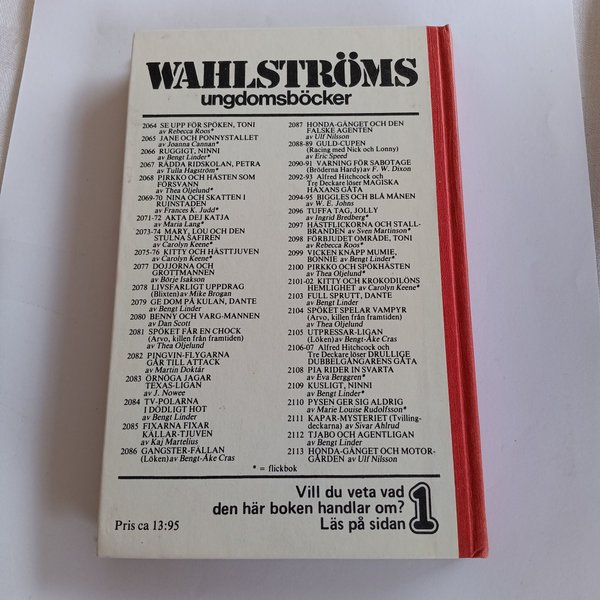 WAHLSTRÖMS
ungdomsböcker
2064 SE UPP FÖR SPÖKEN, TONI
av Rebecca Roos*
2065 JANE OCH PONNYSTALLET
av Joanna Cannan*
2066 RUGGIGT, NINNI
av Bengt Linder*
2067 RÄDDA RIDSKOLAN, PETRA
av Tulla Hagström*
2068 PIRKKO OCH HÄSTEN SOM
FÖRSVANN
av Thea Oljelund*
2069-70 NINA OCH SKATTEN I
RUINSTADEN
av Frances K. Judd*
2071-72 AKTA DEJ KATJA
av Maria Lang*
2073-74 MARY, LOU OCH DEN
STULNA SAFIREN
av Carolyn Keene*
2075-76 KITTY OCH HÄSTTJUVEN
av Carolyn Keene*
2077 DOJJORNA OCH
GROTTMANNEN
av Börje Isakson
2078 LIVSFARLIGT UPPDRAG
(Blixten) av Mike Brogan
2079 GE DOM PÅ KULAN, DANTE
av Bengt Linder
2080 BENNY OCH VARG-MANNEN
av Dan Scott
2081 SPÖKET FÅR EN CHOCK
(Arvo, killen från framtiden)
av Thea Oljelund
2082 PINGVIN-FLYGARNA
GÅR TILL ATTACK
av Martin Doktár
2083 ÖRNÖGA JAGAR
TEXAS-LIGAN
av J. Nowee
2084 TV-POLARNA
I DÖDLIGT HOT
av Bengt Linder
2085 FIXARNA FIXAR
KÄLLAR-TJUVEN
av Kaj Martelius
2086 GANGSTER-FÄLLAN
(Löken) av Bengt-Åke Cras
2087 HONDA-GÄNGET OCH DEN
FALSKE AGENTEN
av Ulf Nilsson
2088-89 GULD-CUPEN
(Racing med Nick och Lonny)
av Eric Speed
2090-91 VARNING FÖR SABOTAGE
(Bröderna Hardy) av F. W. Dixon
2092-93 Alfred Hitchcock och
Tre Deckare löser MAGISKA
HÄXANS GÅTA
2094-95 BIGGLES OCH BLÅ MÅNEN
av W. E. Johns
2096 TUFFA TAG, JOLLY
av Ingrid Bredberg*
2097 HÄSTFLICKORNA OCH STALL-
BRANDEN av Sven Martinson*
2098 FÖRBJUDET OMRÅDE, TONI
av Rebecca Roos*
2099 VICKEN KNÄPP MUMIE,
BONNIE av Bengt Linder*
2100 PIRKKO OCH SPÖKHÄSTEN
av Thea Oljelund*
2101-02 KITTY OCH KROKODILÖNS
HEMLIGHET av Carolyn Keene*
2103 FULL SPRUTT, DANTE
av Bengt Linder
2104 SPÖKET SPELAR VAMPYR
(Arvo, killen från framtiden)
av Thea Oljelund
2105 UTPRESSAR-LIGAN
(Löken) av Bengt-Åke Cras
2106-07 Alfred Hitchcock och
Tre Deckare löser DRULLIGE
DUBBELGÅNGARENS GÅTA
2108 PIA RIDER IN SVARTA
av Eva Berggren*
2109 KUSLIGT, NINNI
av Bengt Linder*
2110 PYSEN GER SIG ALDRIG
av Marie Louise Rudolfsson*
2111 KAPAR-MYSTERIET (Tvilling-
deckarna) av Sivar Ahlrud
2112 TJABO OCH AGENTLIGAN
av Bengt Linder
2113 HONDA-GÄNGET OCH MOTOR-
GÅRDEN av Ulf Nilsson
* = flickbok
Vill du veta vad
den här boken handlar om?
Läs på sidan 1
Pris ca 13:95